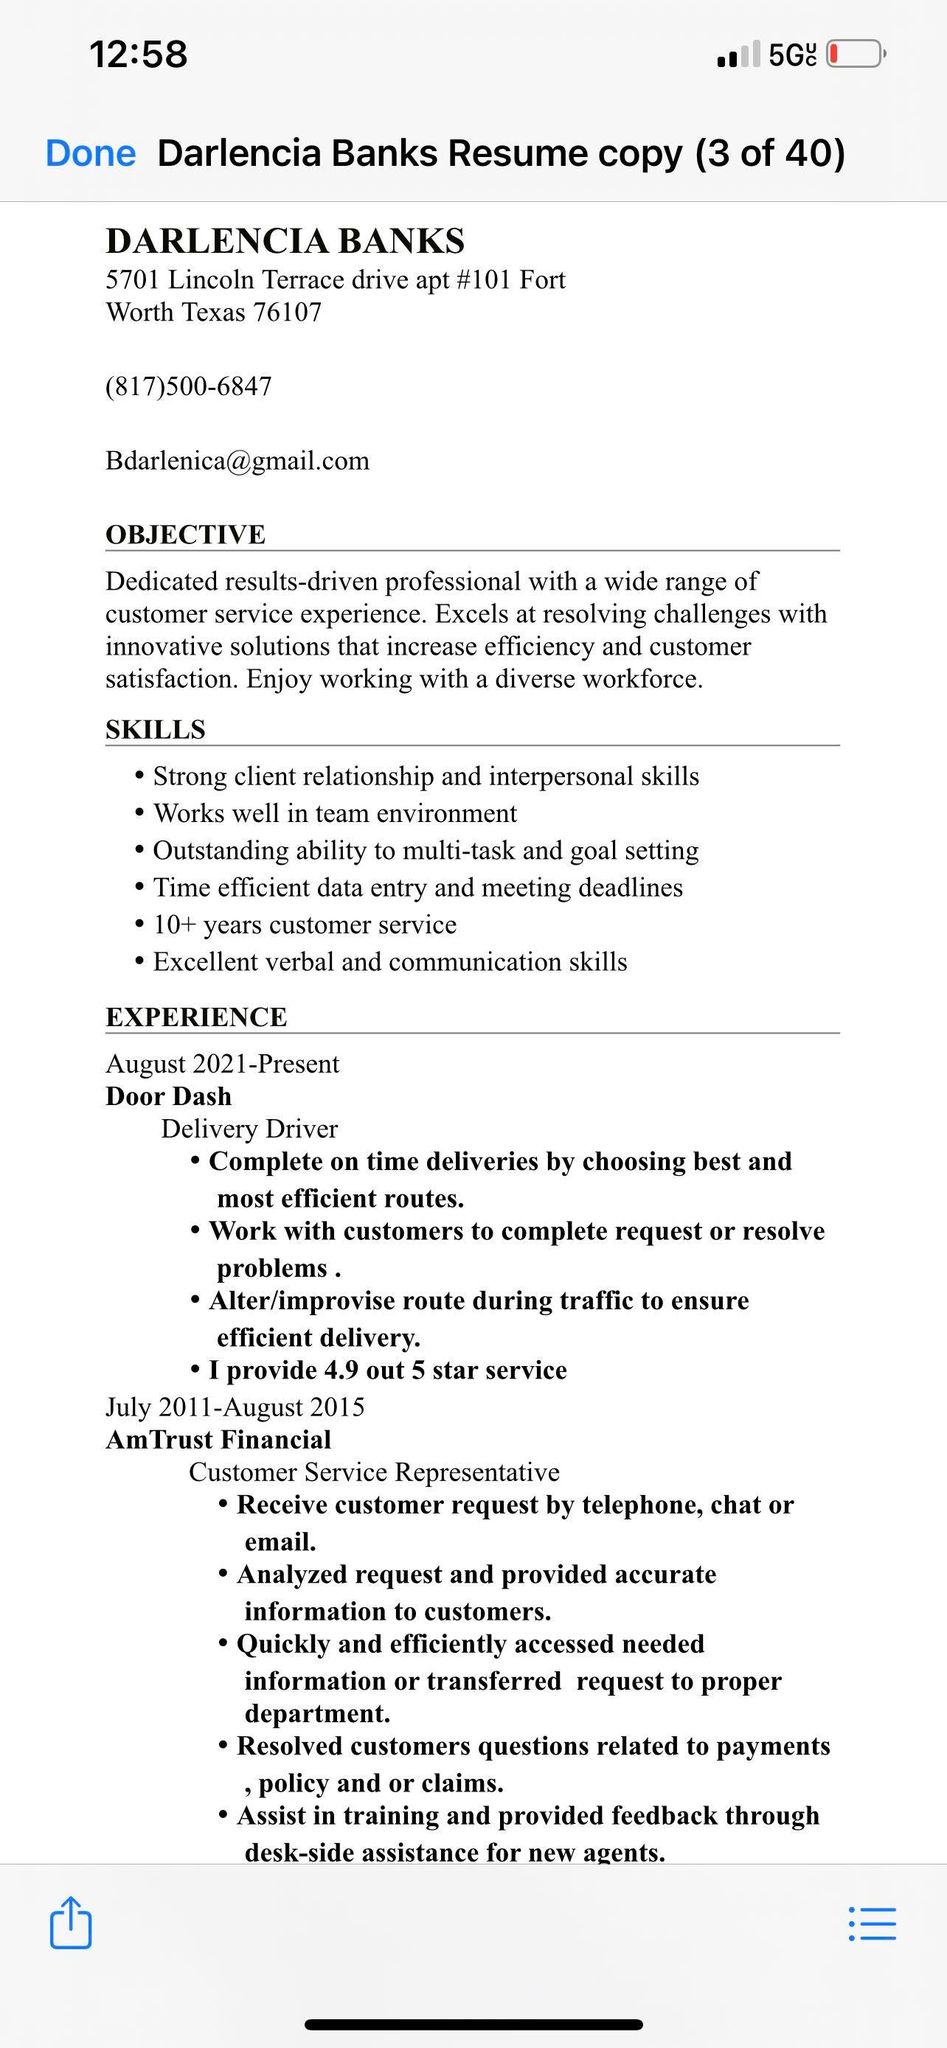 12:58
5GUC
Done Darlencia Banks Resume copy (3 of 40)
DARLENCIA BANKS
5701 Lincoln Terrace drive apt #101 Fort
Worth Texas 76107
(817)500-6847
Bdarlenica@gmail.com
OBJECTIVE
Dedicated results-driven professional with a wide range of
customer service experience. Excels at resolving challenges with
innovative solutions that increase efficiency and customer
satisfaction. Enjoy working with a diverse workforce.
SKILLS
• Strong client relationship and interpersonal skills
• Works well in team environment
• Outstanding ability to multi-task and goal setting
• Time efficient data entry and meeting deadlines
• 10+ years customer service
• Excellent verbal and communication skills
EXPERIENCE
August 2021-Present
Door Dash
Delivery Driver
• Complete on time deliveries by choosing best and
most efficient routes.
• Work with customers to complete request or resolve
problems .
• Alter/improvise route during traffic to ensure
efficient delivery.
• I provide 4.9 out 5 star service
July 2011-August 2015
AmTrust Financial
Customer Service Representative
• Receive customer request by telephone, chat or
email.
• Analyzed request and provided accurate
information to customers.
• Quickly and efficiently accessed needed
information or transferred  request to proper
department.
• Resolved customers questions related to payments
, policy and or claims.
• Assist in training and provided feedback through
desk-side assistance for new agents.